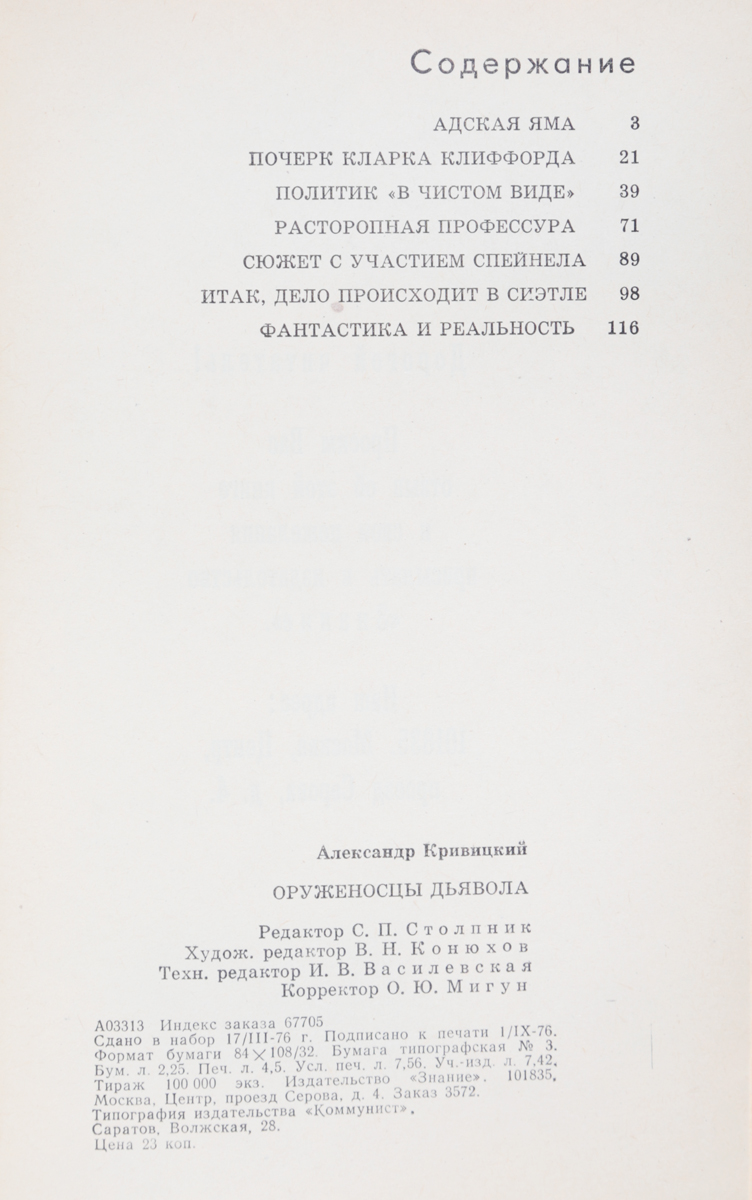 Содержание
АДСКАЯ ЯМА 3
ПОЧЕРК КЛАРКА КЛИФФОРДА 21
ПОЛИТИК «В ЧИСТОМ ВИДЕ» 39
РАСТОРОПНАЯ ПРОФЕССУРА 71
СЮЖЕТ С УЧАСТИЕМ СПЕЙНЕЛА 89
ИТАК, ДЕЛО ПРОИСХОДИТ В СИЭТЛЕ 98
ФАНТАСТИКА И РЕАЛЬНОСТЬ 116
Александр Кривицкий
ОРУЖЕНОСЦЫ ДЬЯВОЛА
Редактор С. П. Столпник
Худож. редактор В. Н. Конюхов
Техн. редактор И. В. Василевская
Корректор О. Ю. Мигун
А03313 Индекс заказа 67705
Сдано в набор 17/III-76 г. Подписано к печати 1/IX-76.
Формат бумаги 84×108/32. Бумага типографская № 3.
Бум. л. 2,25. Печ. л. 4,5. Усл. печ. л. 7,56. Уч.-изд. л. 7,42.
Тираж 100 000 экз. Издательство «Знание». 101835,
Москва, Центр, проезд Серова, д. 4. Заказ 3572.
Типография издательства «Коммунист».
Саратов, Волжская, 28.
Цена 23 коп.